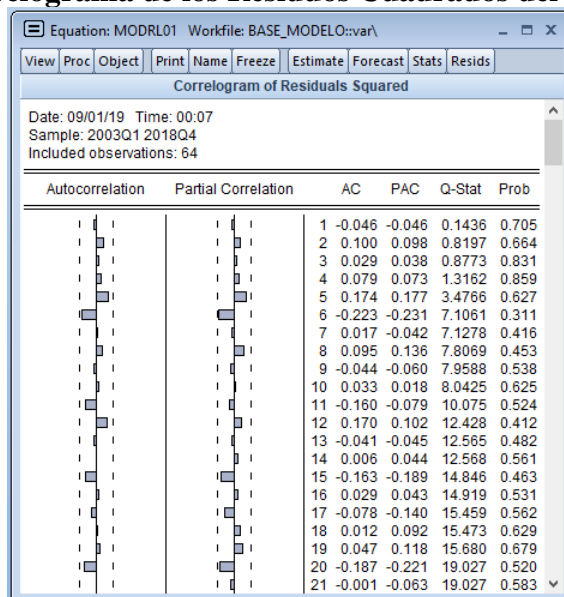 elograma de los Residuos Cuadrados del
Equation: MODRL01 Workfile: BASE_MODELO::var\
View Proc Object Print Name Freeze Estimate Forecast Stats Resids
Correlogram of Residuals Squared
Date: 09/01/19 Time: 00:07
Sample: 2003Q1 2018Q4
Included observations: 64
Autocorrelation Partial Correlation AC PAC Q-Stat Prob
1 -0.046 -0.046 0.1436 0.705
2 0.100 0.098 0.8197 0.664
3 0.029 0.038 0.8773 0.831
4 0.079 0.073 1.3162 0.859
5 0.174 0.177 3.4766 0.627
6 -0.223 -0.231 7.1061 0.311
7 0.017 -0.042 7.1278 0.416
8 0.095 0.136 7.8069 0.453
9 -0.044 -0.060 7.9588 0.538
10 0.033 0.018 8.0425 0.625
11 -0.160 -0.079 10.075 0.524
12 0.170 0.102 12.428 0.412
13 -0.041 -0.045 12.565 0.482
14 0.006 0.044 12.568 0.561
15 -0.163 -0.189 14.846 0.463
16 0.029 0.043 14.919 0.531
17 -0.078 -0.140 15.459 0.562
18 0.012 0.092 15.473 0.629
19 0.047 0.118 15.680 0.679
20 -0.187 -0.221 19.027 0.520
21 -0.001 -0.063 19.027 0.583